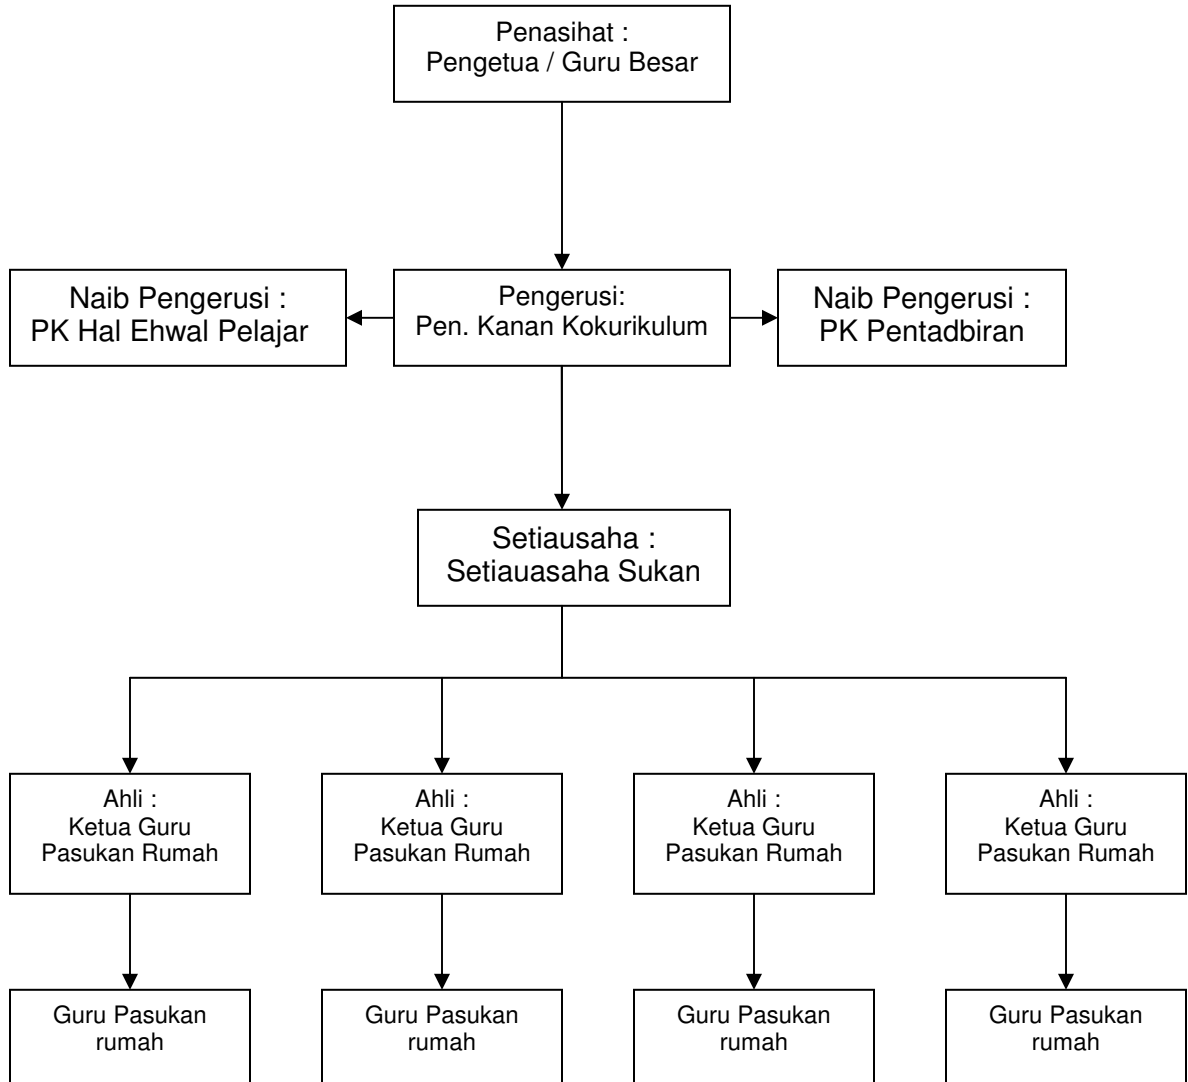 Penasihat :
Pengetua / Guru Besar
Naib Pengerusi :
PK Hal Ehwal Pelajar
Pengerusi:
Pen. Kanan Kokurikulum
Naib Pengerusi :
PK Pentadbiran
Setiausaha :
Setiauasaha Sukan
Ahli :
Ketua Guru
Pasukan Rumah
Ahli :
Ketua Guru
Pasukan Rumah
Ahli :
Ketua Guru
Pasukan Rumah
Ahli :
Ketua Guru
Pasukan Rumah
Guru Pasukan
rumah
Guru Pasukan
rumah
Guru Pasukan
rumah
Guru Pasukan
rumah